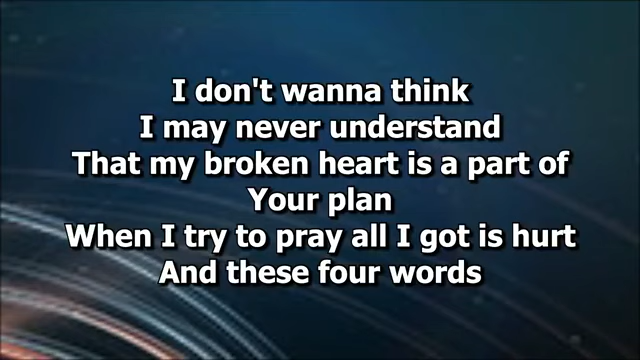 I don't wanna think
I may never understand
That my broken heart is a part of
Your plan
When I try to pray all I got is hurt
And these four words